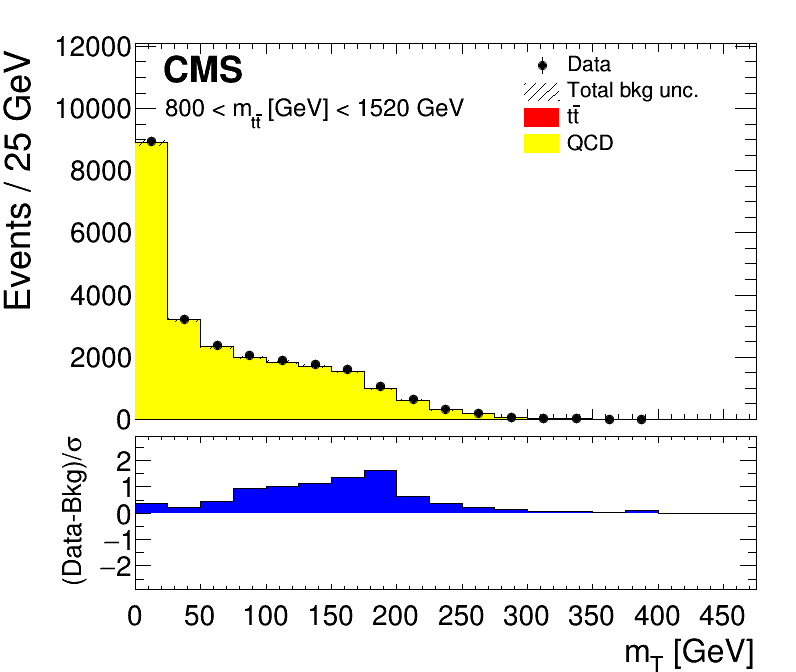 Events / 25 GeV
12000
10000
8000
6000
4000
2000
0
CMS
800 < m_tt̄ [GeV] < 1520 GeV
Data
Total bkg unc.
tt̄
QCD
(Data-Bkg)/σ
2
1
0
−1
−2
0 50 100 150 200 250 300 350 400 450
m_T [GeV]